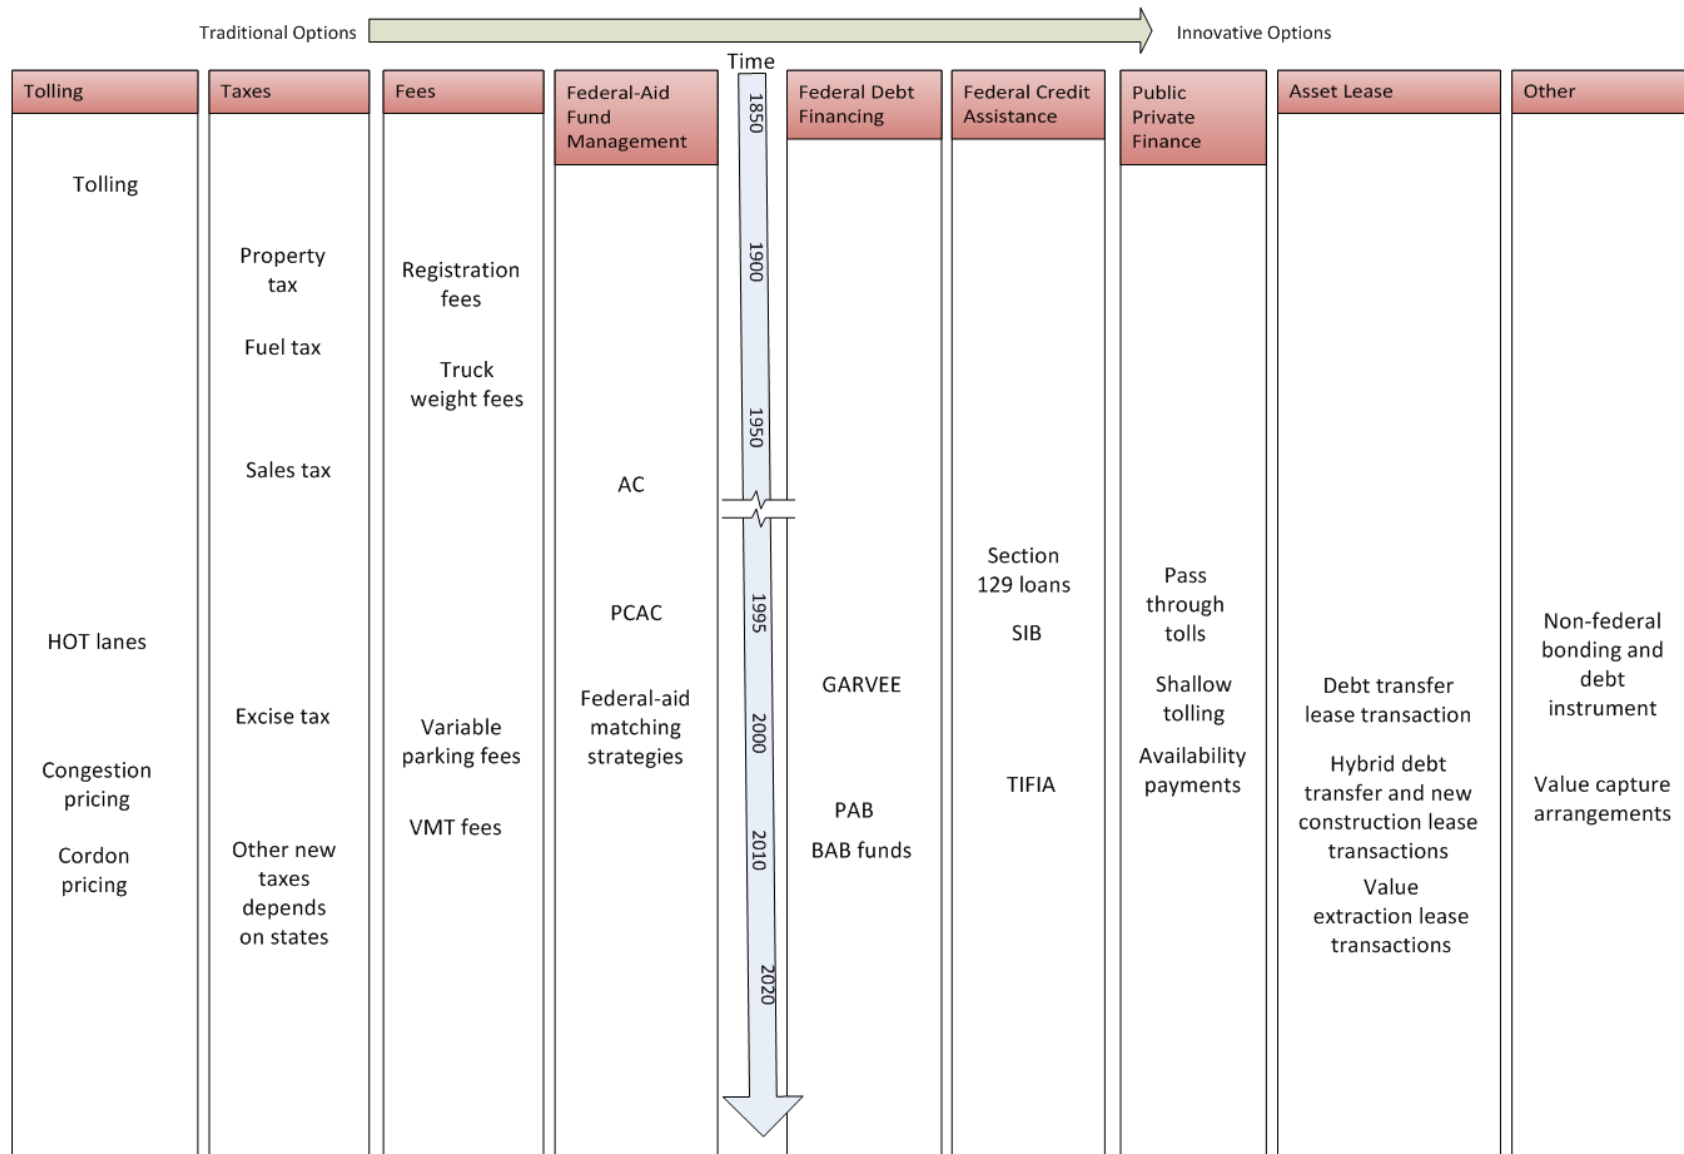 Traditional Options
Innovative Options
Tolling
Tolling
HOT lanes
Congestion
pricing
Cordon
pricing
Taxes
Property
tax
Fuel tax
Sales tax
Excise tax
Other new
taxes
depends
on states
Fees
Registration
fees
Truck
weight fees
Variable
parking fees
VMT fees
Federal-Aid
Fund
Management
AC
PCAC
Federal-aid
matching
strategies
Time
1850
1900
1950
1995
2000
2010
2020
Federal Debt
Financing
GARVEE
PAB
BAB funds
Federal Credit
Assistance
Section
129 loans
SIB
TIFIA
Public
Private
Finance
Pass
through
tolls
Shallow
tolling
Availability
payments
Asset Lease
Debt transfer
lease transaction
Hybrid debt
transfer and new
construction lease
transactions
Value
extraction lease
transactions
Other
Non-federal
bonding and
debt
instrument
Value capture
arrangements